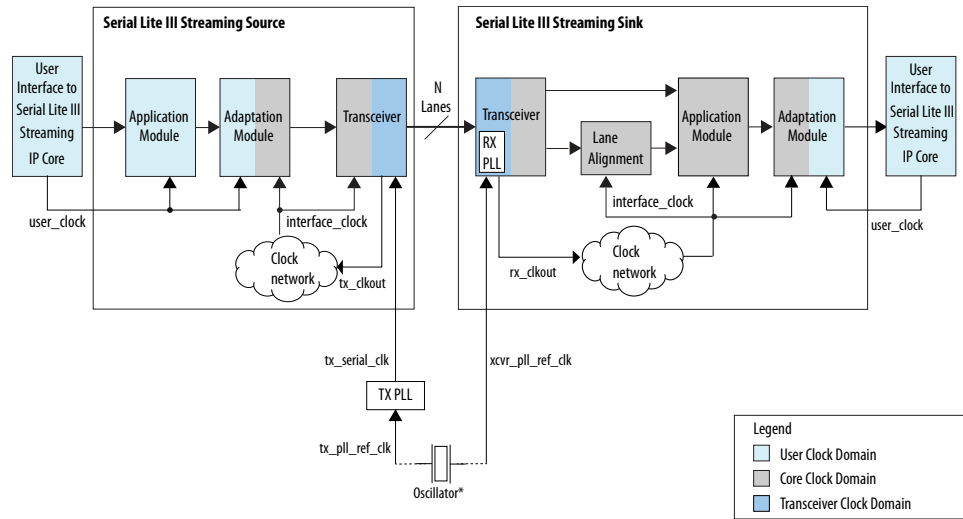 Serial Lite III Streaming Source
Serial Lite III Streaming Sink
User
Interface to
Serial Lite III
Streaming
IP Core
Application
Module
Adaptation
Module
Transceiver
N
Lanes
Transceiver
RX
PLL
Lane
Alignment
Application
Module
Adaptation
Module
User
Interface to
Serial Lite III
Streaming
IP Core
user_clock
interface_clock
Clock
network
tx_clkout
interface_clock
rx_clkout
Clock
network
user_clock
tx_serial_clk
xcvr_pll_ref_clk
TX PLL
tx_pll_ref_clk
Oscillator*
Legend
User Clock Domain
Core Clock Domain
Transceiver Clock Domain